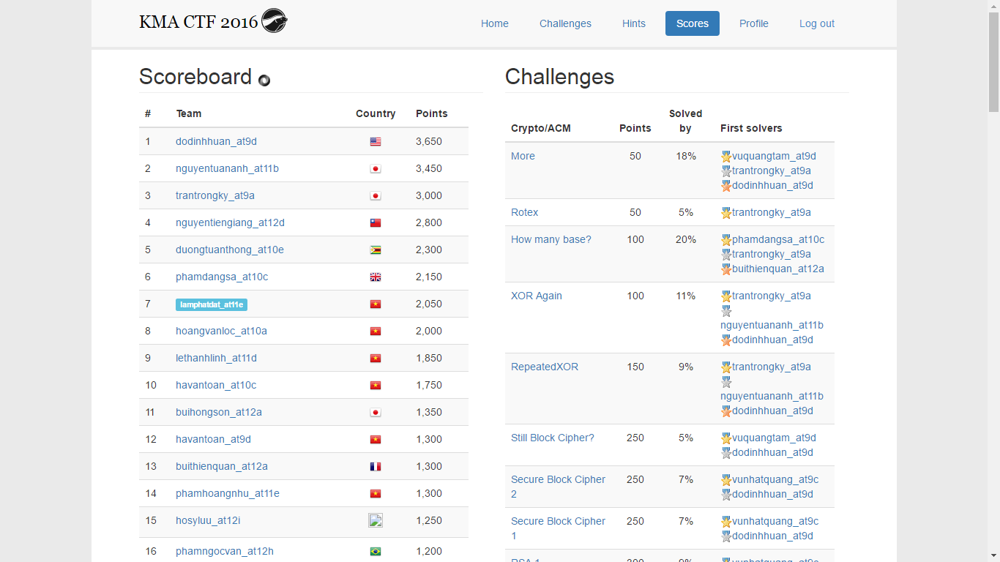 KMA CTF 2016
Home Challenges Hints Scores Profile Log out
Scoreboard
# Team Country Points
1 dodinhhuan_at9d 3,650
2 nguyentuananh_at11b 3,450
3 trantrongky_at9a 3,000
4 nguyentiengiang_at12d 2,800
5 duongtuanthong_at10e 2,300
6 phamdangsa_at10c 2,150
7 lamphatdat_at11e 2,050
8 hoangvanloc_at10a 2,000
9 lethanhlinh_at11d 1,850
10 havantoan_at10c 1,750
11 buihongson_at12a 1,350
12 havantoan_at9d 1,300
13 buithienquan_at12a 1,300
14 phamhoangnhu_at11e 1,300
15 hosyluu_at12i 1,250
16 phamngocvan_at12h 1,200
Challenges
Solved
Crypto/ACM Points by First solvers
More 50 18% vuquangtam_at9d
trantrongky_at9a
dodinhhuan_at9d
Rotex 50 5% trantrongky_at9a
How many base? 100 20% phamdangsa_at10c
trantrongky_at9a
buithienquan_at12a
XOR Again 100 11% trantrongky_at9a
nguyentuananh_at11b
dodinhhuan_at9d
RepeatedXOR 150 9% trantrongky_at9a
nguyentuananh_at11b
dodinhhuan_at9d
Still Block Cipher? 250 5% vuquangtam_at9d
dodinhhuan_at9d
Secure Block Cipher 250 7% vunhatquang_at9c
2 dodinhhuan_at9d
Secure Block Cipher 250 7% vunhatquang_at9c
1 dodinhhuan_at9d
RSA 1 300 9% vunhatquang_at9c